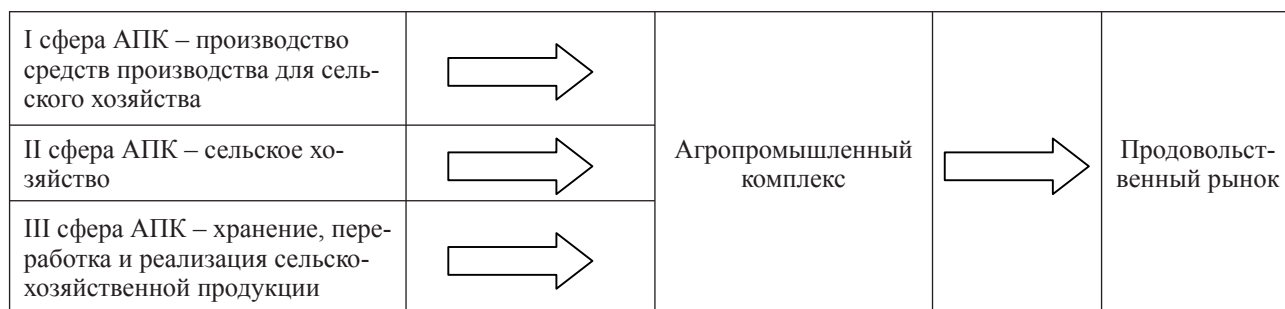 I сфера АПК – производство
средств производства для сель-
ского хозяйства
II сфера АПК – сельское хо-
зяйство
III сфера АПК – хранение, пере-
работка и реализация сельско-
хозяйственной продукции
Агропромышленный
комплекс
Продовольст-
венный рынок